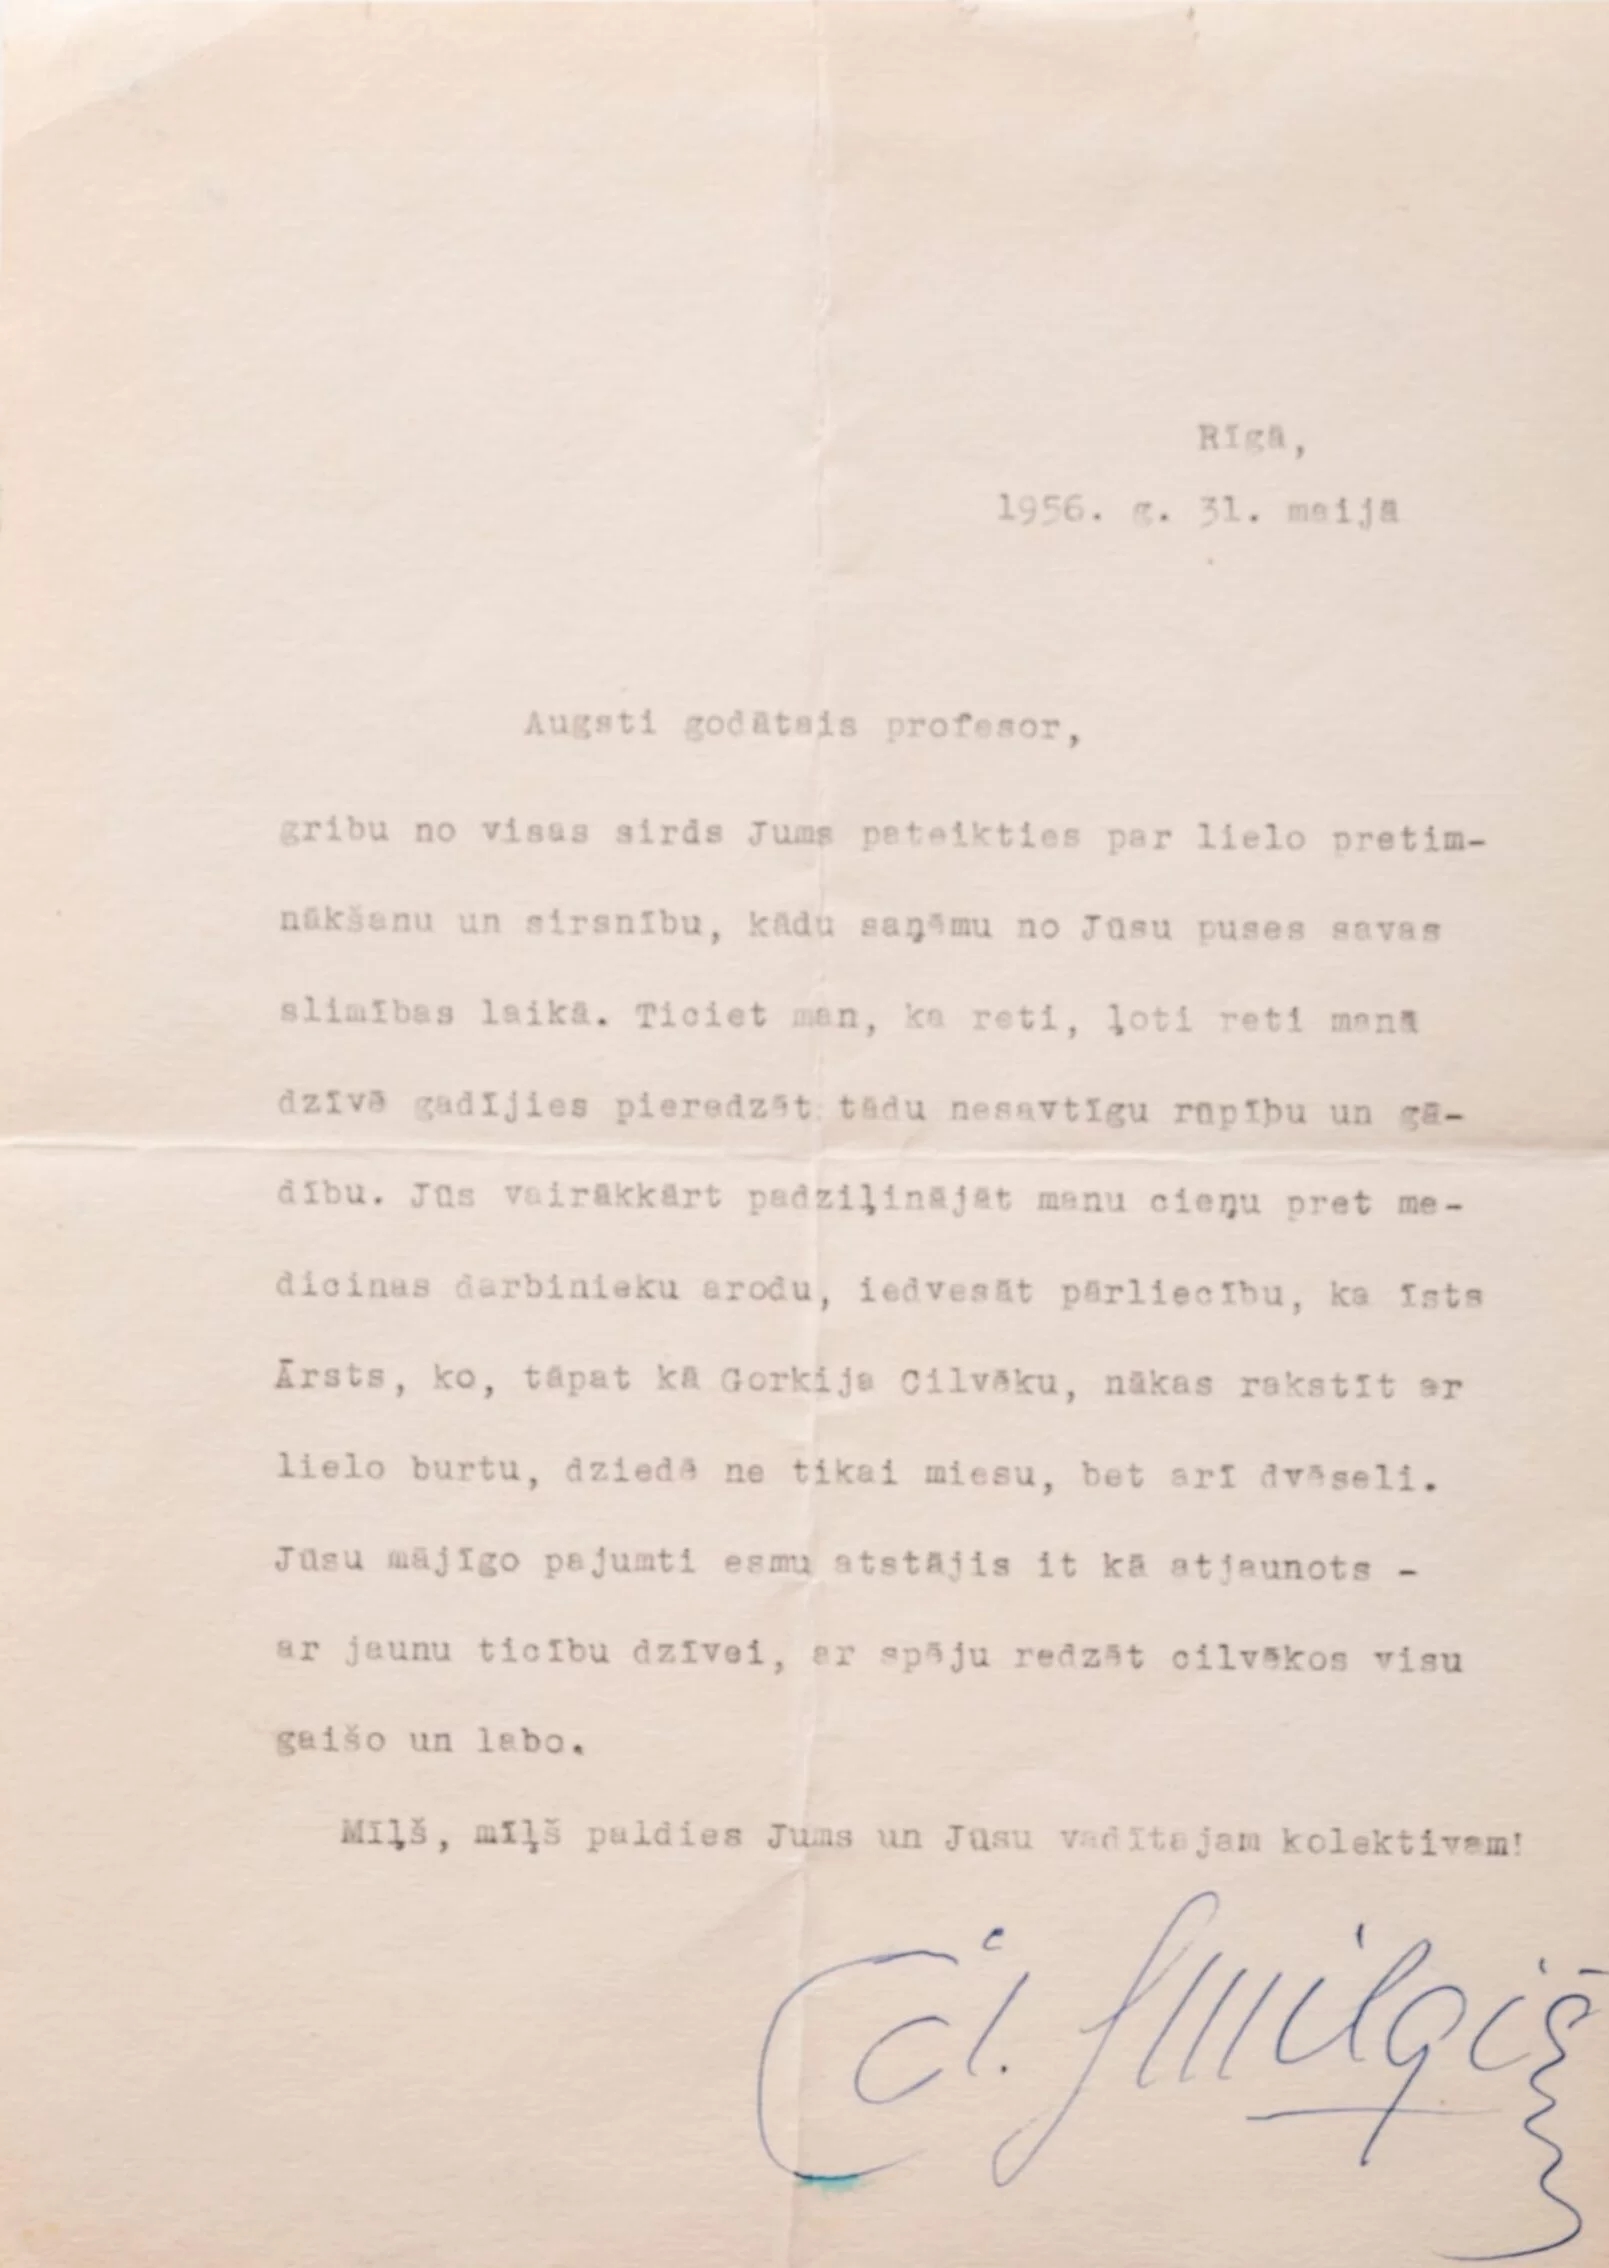 Rīgā,
1956. g. 31. maijā
Augsti godātais profesor,
gribu no visas sirds Jums pateikties par lielo pretim-
nākšanu un sirsnību, kādu saņēmu no Jūsu puses savas
slimības laikā. Ticiet man, ka reti, ļoti reti manā
dzīvē gadījies pieredzēt tādu nesavtīgu rūpību un gā-
dību. Jūs vairākkārt padziļinājāt manu cieņu pret me-
dicinas darbinieku arodu, iedvesāt pārliecību, ka īsts
Ārsts, ko, tāpat kā Gorkija Cilvēku, nākas rakstīt ar
lielo burtu, dziedē ne tikai miesu, bet arī dvēseli.
Jūsu mājīgo pajumti esmu atstājis it kā atjaunots -
ar jaunu ticību dzīvei, ar spēju redzēt cilvēkos visu
gaišo un labo.
Mīļš, mīļš paldies Jums un Jūsu vadītajam kolektivam!
Smilģis